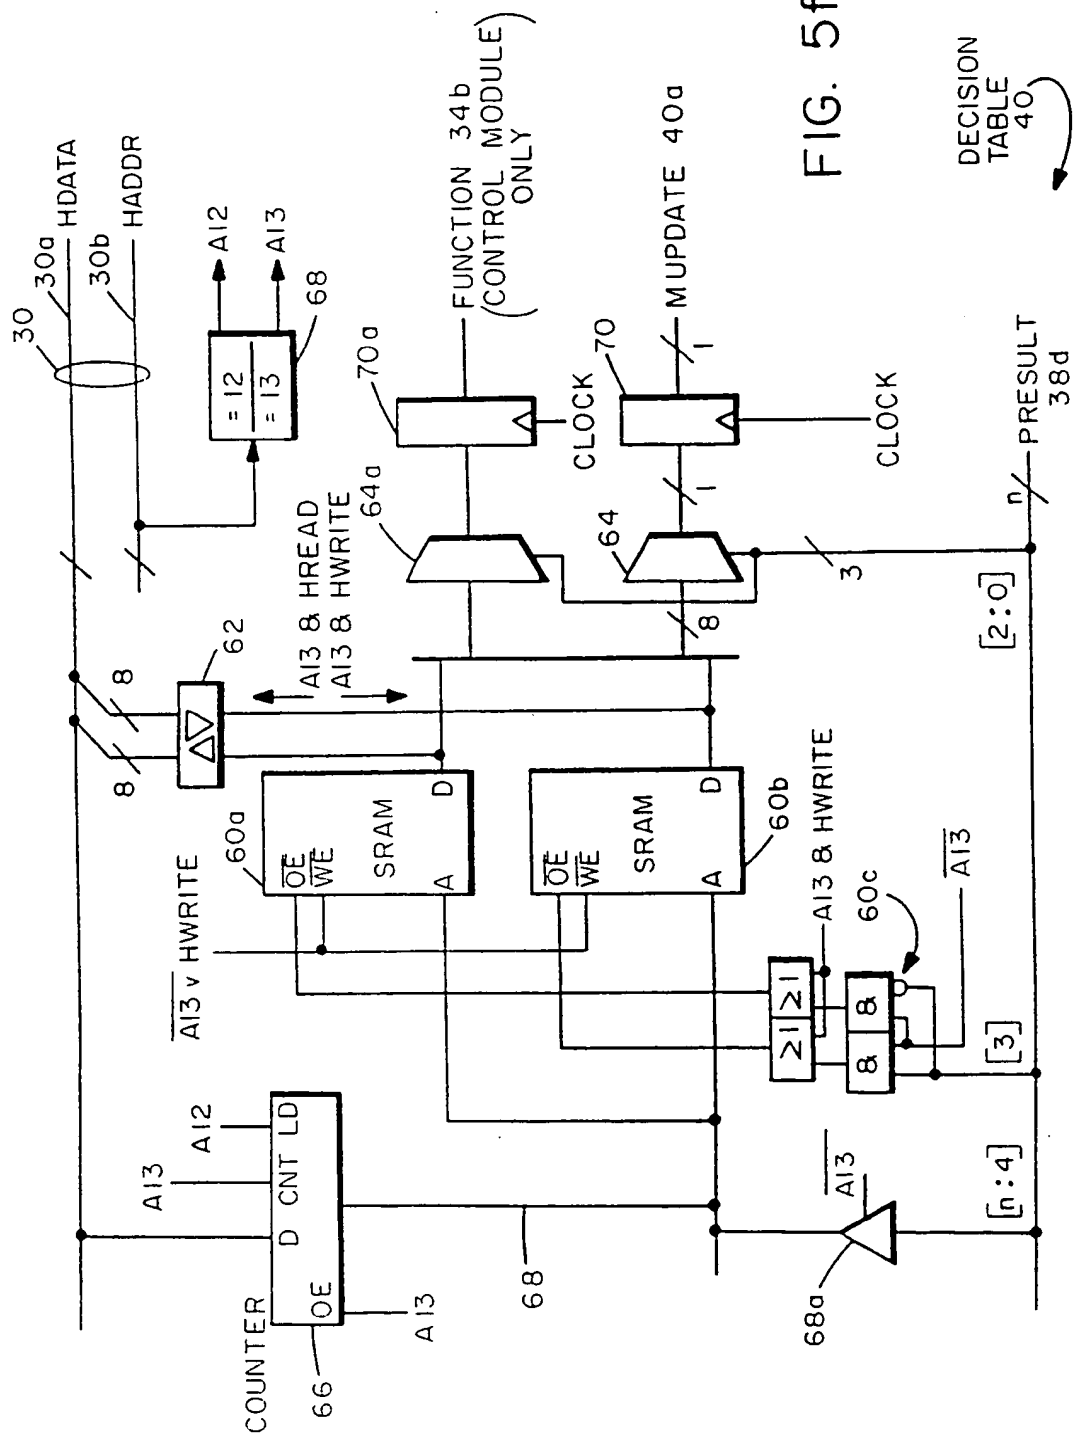 30
30a
HDATA
30b
HADDR
A12
A13
= 12
= 13
68
COUNTER
66
D
CNT
LD
OE
A13
A12
A13
68
A13 v HWRITE
60a
OE
WE
SRAM
A
D
8
8
62
A13 & HREAD
A13 & HWRITE
60b
OE
WE
SRAM
A
D
64a
70a
CLOCK
FUNCTION 34b
(CONTROL MODULE)
ONLY
64
8
3
1
70
1
CLOCK
MUPDATE 40a
≥1
≥1
&
&
A13 & HWRITE
60c
A13
68a
A13
[n:4]
[3]
[2:0]
n
PRESULT
38d
FIG. 5f
DECISION
TABLE
40